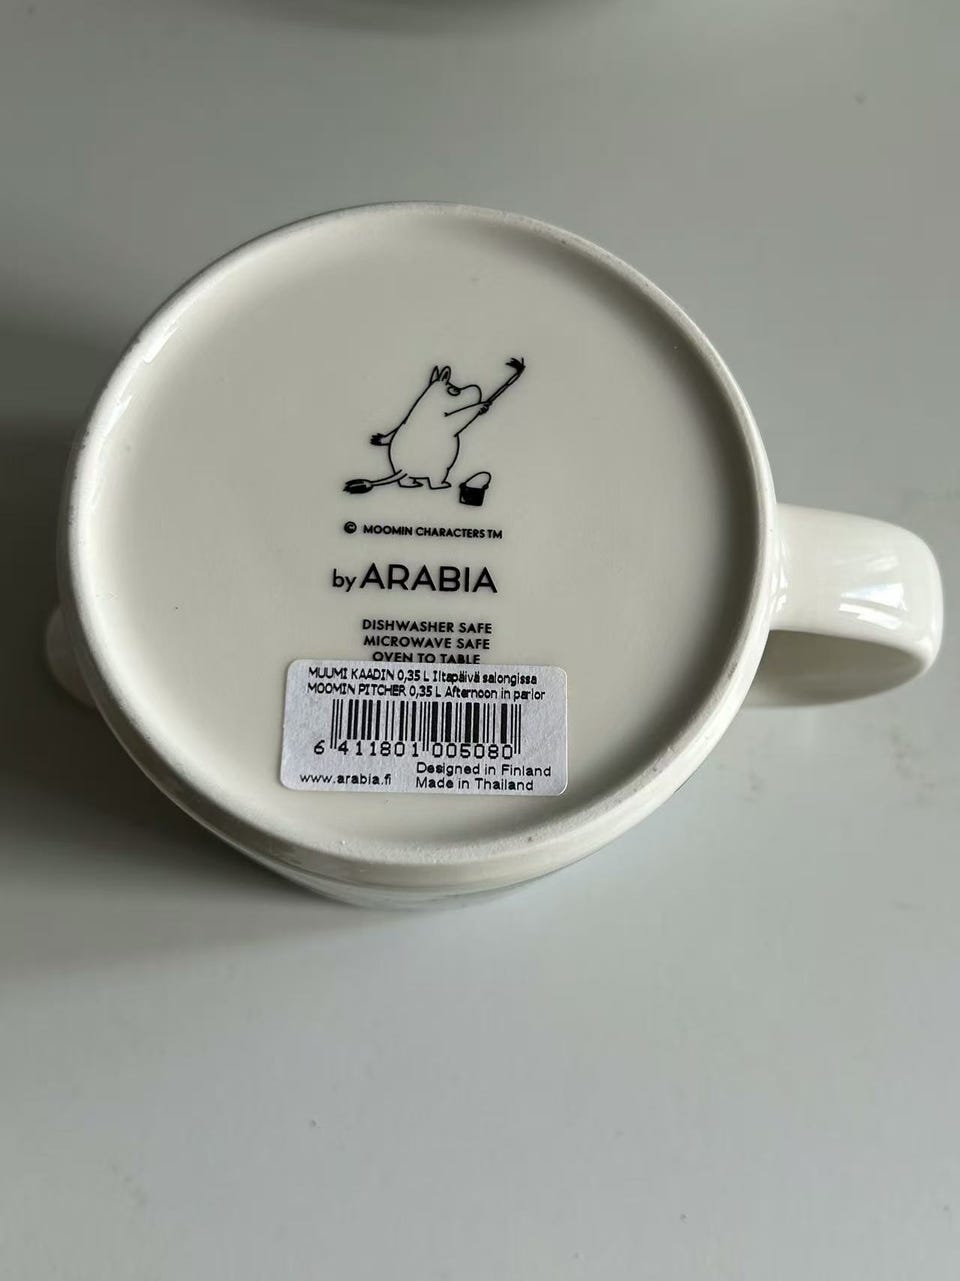 © MOOMIN CHARACTERS TM
by ARABIA
DISHWASHER SAFE
MICROWAVE SAFE
OVEN TO TABLE
MUUMI KAADIN 0,35 L Iltapäivä salongissa
MOOMIN PITCHER 0,35 L Afternoon in parlor
6 411801 005080
Designed in Finland
www.arabia.fi Made in Thailand